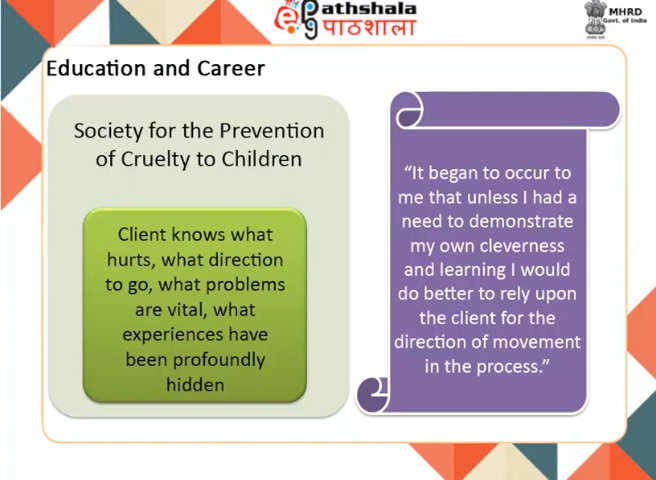 ePathshala
पाठशाला
MHRD
Govt. of India
Education and Career
Society for the Prevention
of Cruelty to Children
Client knows what
hurts, what direction
to go, what problems
are vital, what
experiences have
been profoundly
hidden
“It began to occur to
me that unless I had a
need to demonstrate
my own cleverness
and learning I would
do better to rely upon
the client for the
direction of movement
in the process.”